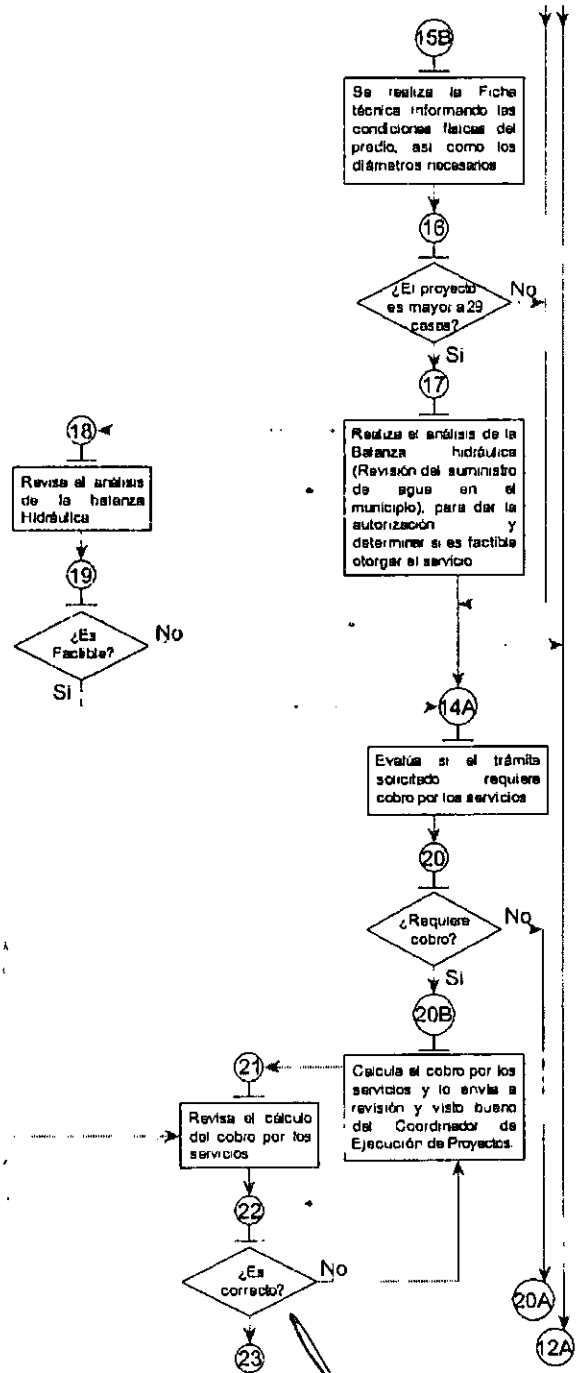 15B
Se realiza la Ficha
técnica informando las
condiciones físicas del
predio, así como los
diámetros necesarios
16
¿El proyecto
es mayor a 29
casas?
No
Si
17
Realiza el análisis de la
Balanza hidráulica
(Revisión del suministro
de agua en el
municipio), para dar la
autorización y
determinar si es factible
otorgar el servicio
18
Revisa el análisis
de la balanza
Hidráulica
19
¿Es
Factible?
No
Si
14A
Evalúa si el trámite
solicitado requiere
cobro por los servicios
20
¿Requiere
cobro?
No
Si
20B
Calcula el cobro por los
servicios y lo envía a
revisión y visto bueno
del Coordinador de
Ejecución de Proyectos.
21
Revisa el cálculo
del cobro por los
servicios
22
¿Es
correcto?
No
23
20A
12A